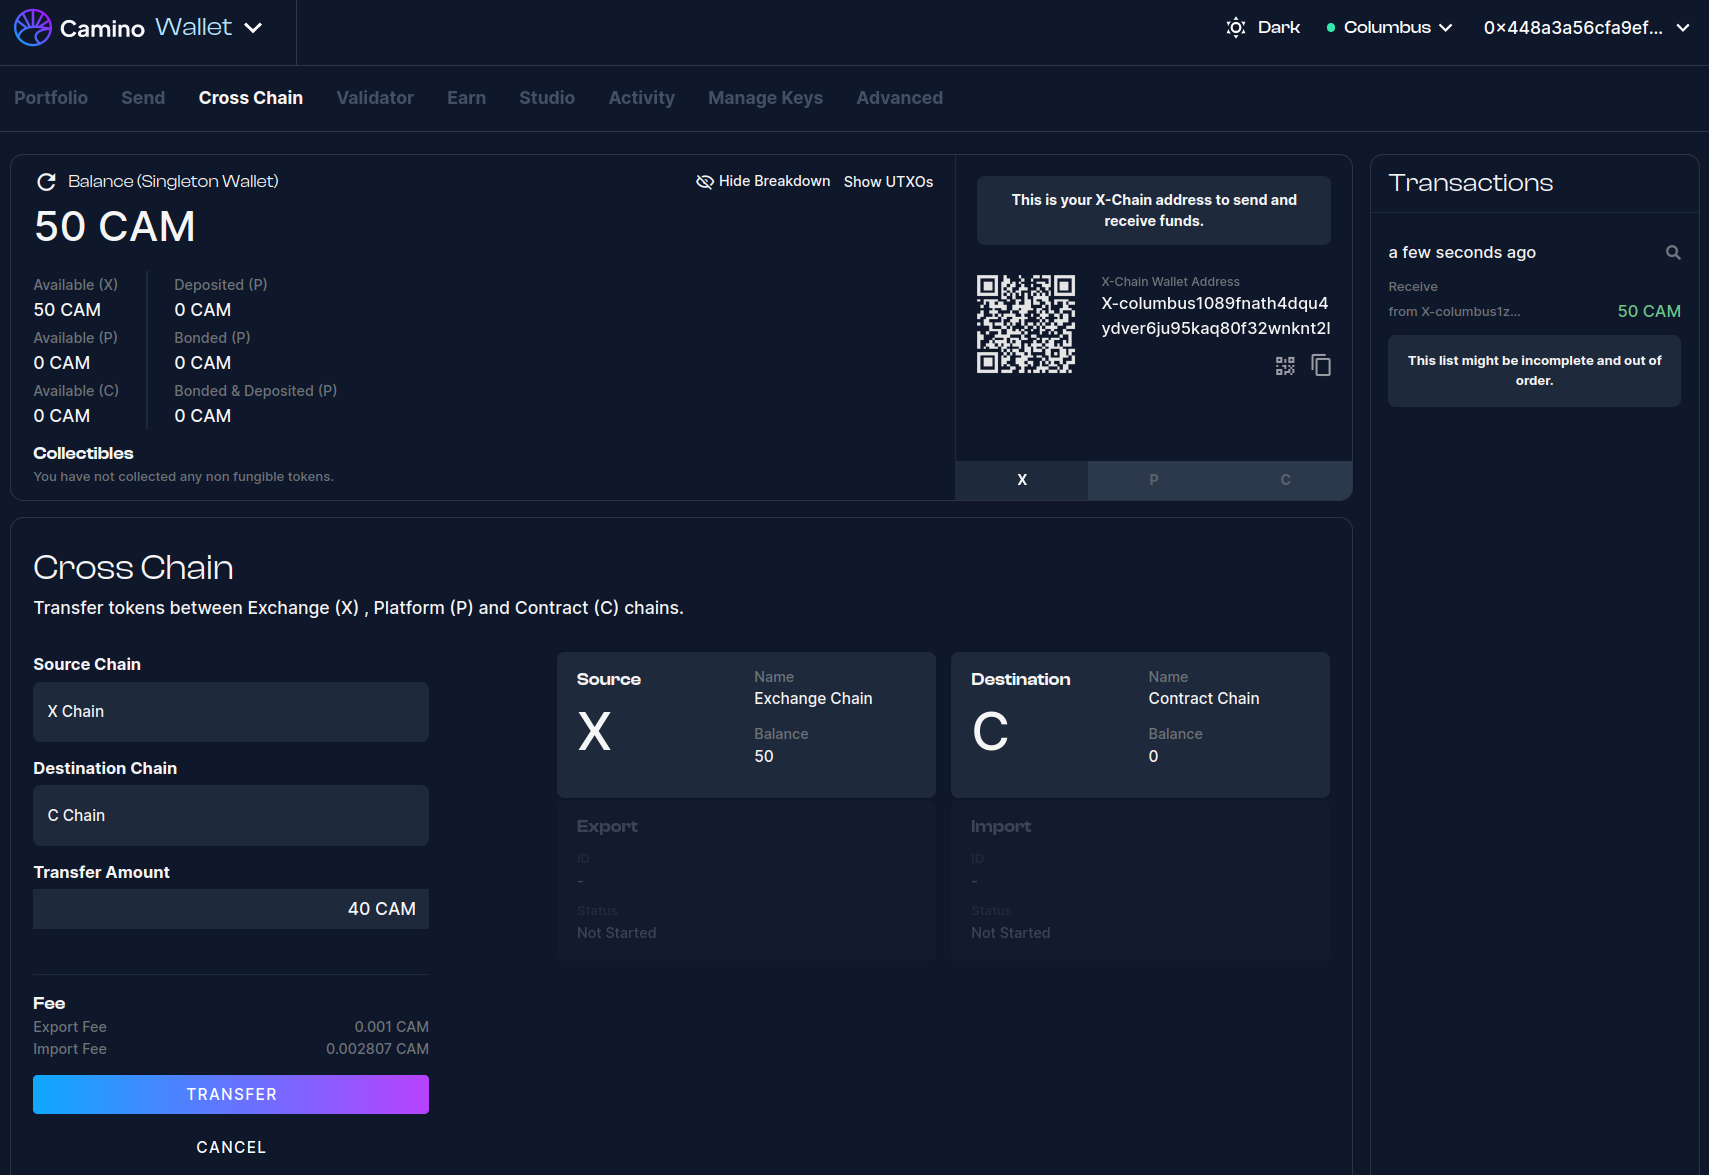 Camino Wallet
Dark
Columbus
0x448a3a56cfa9ef...
Portfolio
Send
Cross Chain
Validator
Earn
Studio
Activity
Manage Keys
Advanced
Balance (Singleton Wallet)
Hide Breakdown
Show UTXOs
50 CAM
Available (X)
50 CAM
Available (P)
0 CAM
Available (C)
0 CAM
Deposited (P)
0 CAM
Bonded (P)
0 CAM
Bonded & Deposited (P)
0 CAM
Collectibles
You have not collected any non fungible tokens.
This is your X-Chain address to send and
receive funds.
X-Chain Wallet Address
X-columbus1089fnath4dqu4
ydver6ju95kaq80f32wnknt2l
X
P
C
Transactions
a few seconds ago
Receive
from X-columbus1z...
50 CAM
This list might be incomplete and out of
order.
Cross Chain
Transfer tokens between Exchange (X) , Platform (P) and Contract (C) chains.
Source Chain
X Chain
Destination Chain
C Chain
Transfer Amount
40 CAM
Fee
Export Fee
0.001 CAM
Import Fee
0.002807 CAM
TRANSFER
CANCEL
Source
X
Name
Exchange Chain
Balance
50
Destination
C
Name
Contract Chain
Balance
0
Export
ID
-
Status
Not Started
Import
ID
-
Status
Not Started